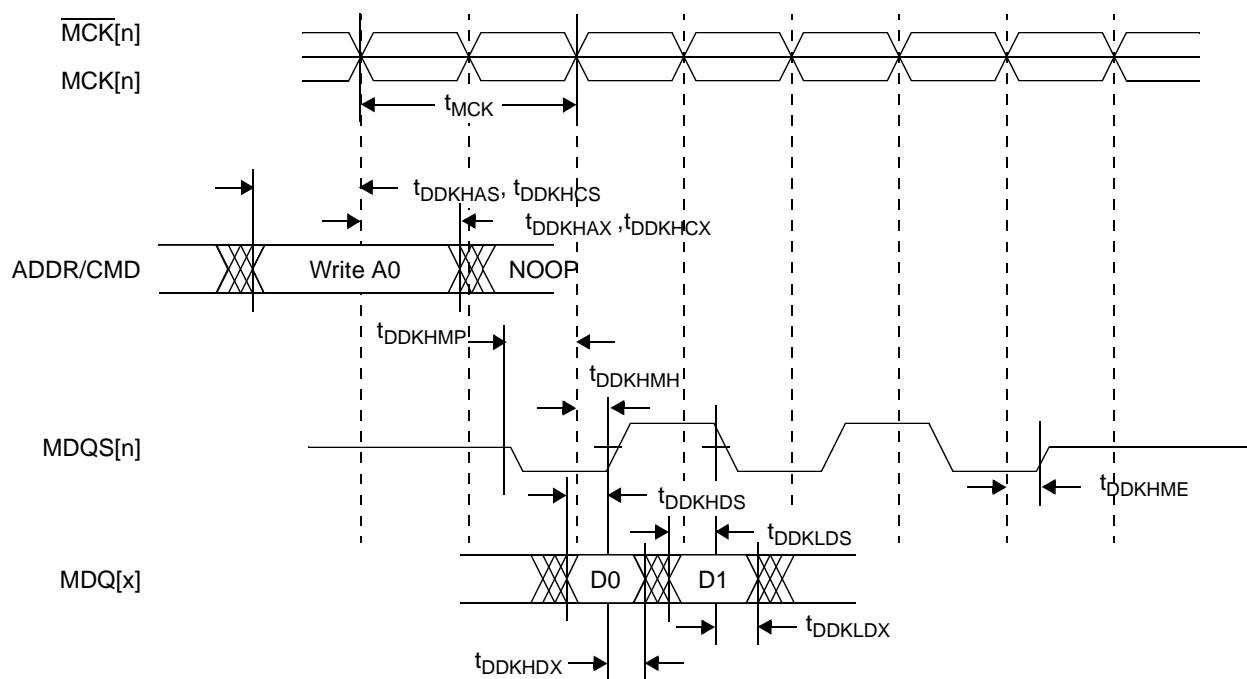 MCK[n]
MCK[n]
tMCK
tDDKHAS, tDDKHCS
tDDKHAX ,tDDKHCX
ADDR/CMD
Write A0
NOOP
tDDKHMP
tDDKHMH
MDQS[n]
tDDKHDS
tDDKHME
tDDKLDS
MDQ[x]
D0
D1
tDDKLDX
tDDKHDX